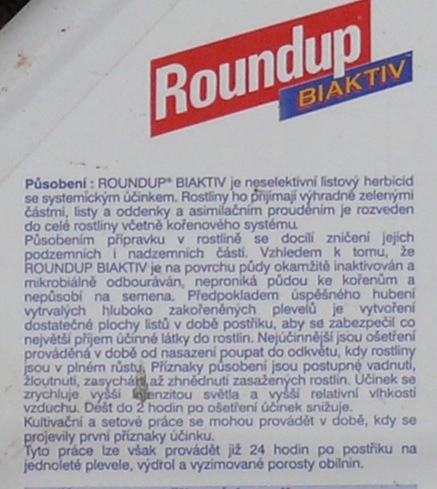 Roundup
BIAKTIV
Působení : ROUNDUP® BIAKTIV je neselektivní listový herbicid
se systemickým účinkem. Rostliny ho přijímají výhradně zelenými
částmi, listy a oddenky a asimilačním prouděním je rozveden
do celé rostliny včetně kořenového systému.
Působením přípravku v rostlině se docílí zničení jejich
podzemních i nadzemních částí. Vzhledem k tomu, že
ROUNDUP BIAKTIV je na povrchu půdy okamžitě inaktivován a
mikrobiálně odbouráván, neproniká půdou ke kořenům a
nepůsobí na semena. Předpokladem úspěšného hubení
vytrvalých hluboko zakořeněných plevelů je vytvoření
dostatečné plochy listů v době postřiku, aby se zabezpečil co
největší příjem účinné látky do rostlin. Nejúčinnější jsou ošetření
prováděná v době od nasazení poupat do odkvětu, kdy rostliny
jsou v plném růstu. Příznaky působení jsou postupné vadnutí,
žloutnutí, zasychání až zhnědnutí zasažených rostlin. Účinek se
zrychluje vyšší intenzitou světla a vyšší relativní vlhkostí
vzduchu. Déšť do 2 hodin po ošetření účinek snižuje.
Kultivační a setové práce se mohou provádět v době, kdy se
projevily první příznaky účinku.
Tyto práce lze však provádět již 24 hodin po postřiku na
jednoleté plevele, výdrol a vyzimované porosty obilnin.